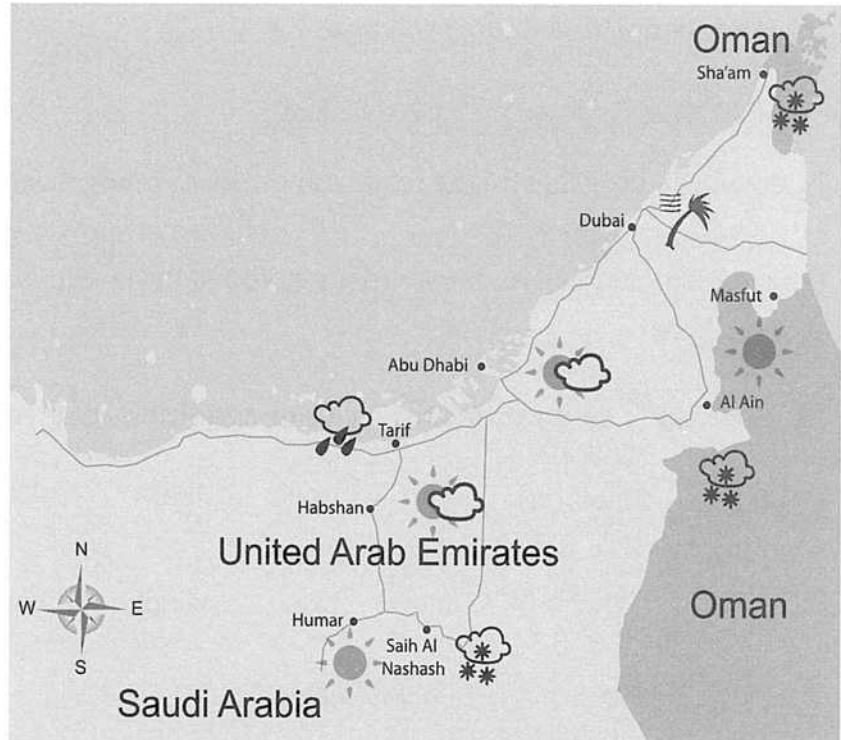 Oman
Sha'am
Dubai
Masfut
Abu Dhabi
Al Ain
Tarif
Habshan
United Arab Emirates
N
W
E
S
Oman
Humar
Saih Al
Nashash
Saudi Arabia